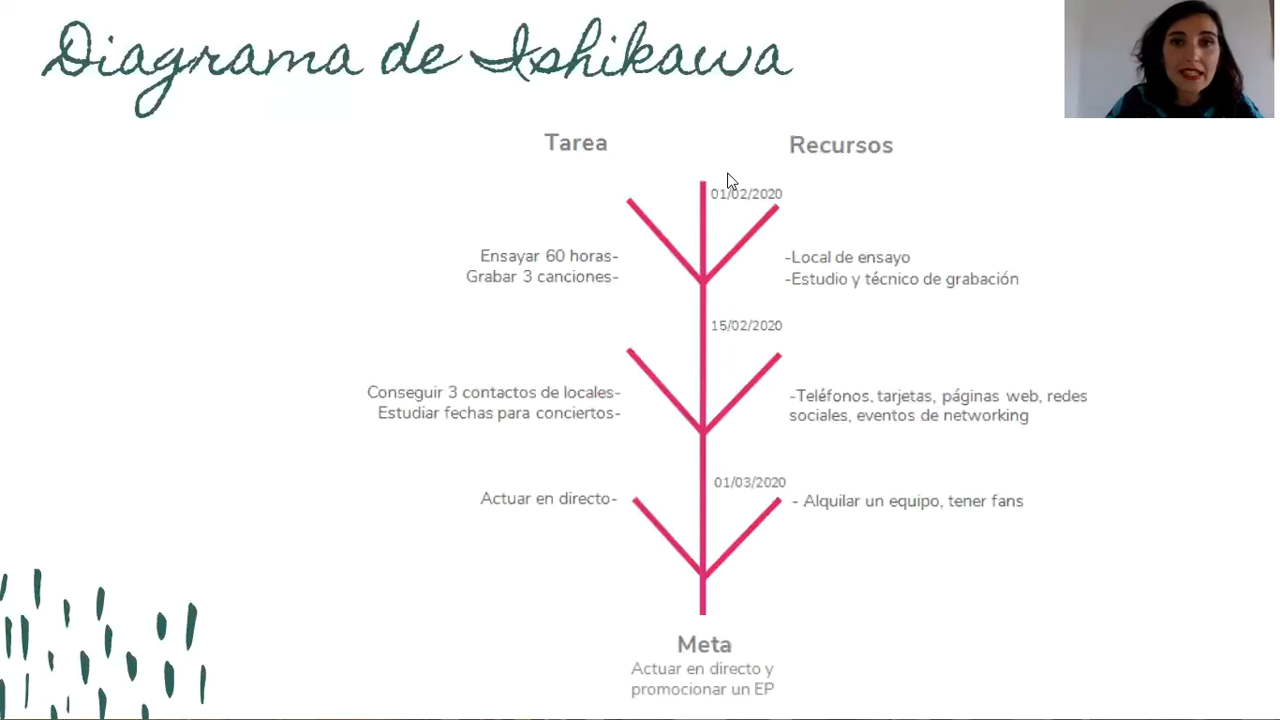 Diagrama de Ishikawa
Tarea
Recursos
01/02/2020
Ensayar 60 horas-
Grabar 3 canciones-
-Local de ensayo
-Estudio y técnico de grabación
15/02/2020
Conseguir 3 contactos de locales-
Estudiar fechas para conciertos-
-Teléfonos, tarjetas, páginas web, redes
sociales, eventos de networking
01/03/2020
Actuar en directo-
- Alquilar un equipo, tener fans
Meta
Actuar en directo y
promocionar un EP